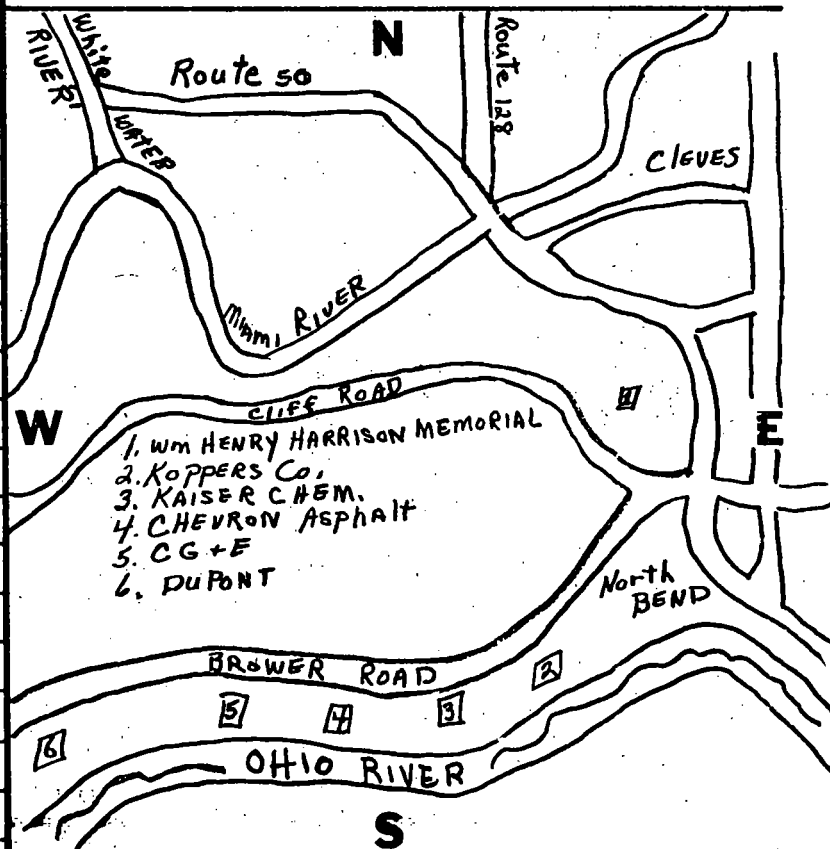 N
White
WATER
RIVER
Route 50
Route 128
CLEVES
MIAMI RIVER
CLIFF ROAD
1
W
E
1. Wm HENRY HARRISON MEMORIAL
2. KOPPERS Co.
3. KAISER CHEM.
4. CHEVRON Asphalt
5. CG+E
6. DUPONT
North
BEND
BROWER ROAD
2
3
4
5
6
OHIO RIVER
S